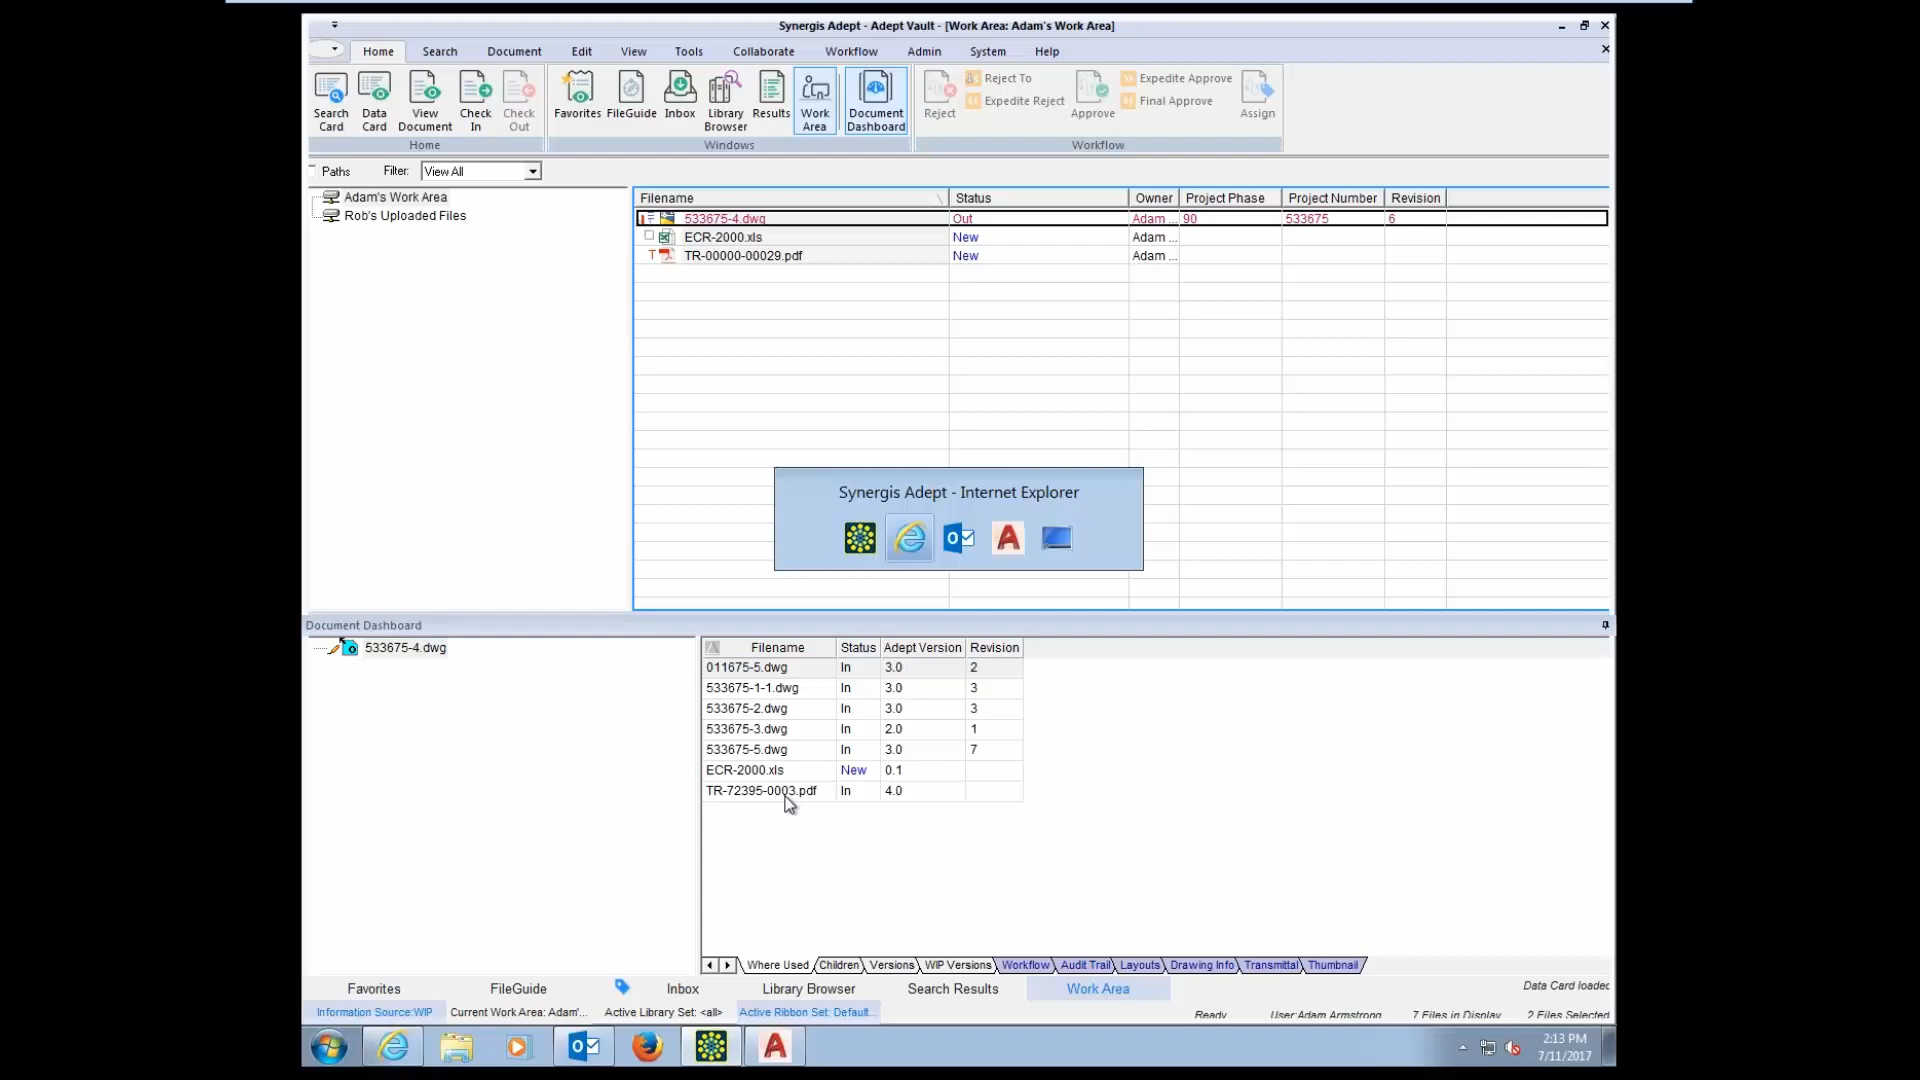 Synergis Adept - Adept Vault - [Work Area: Adam's Work Area]
Home Search Document Edit View Tools Collaborate Workflow Admin System Help
Search Card
Data Card
View Document
Check In
Check Out
Home
Favorites
FileGuide
Inbox
Library Browser
Results
Work Area
Document Dashboard
Windows
Reject
Reject To
Expedite Reject
Approve
Expedite Approve
Final Approve
Assign
Workflow
Paths Filter: View All
Adam's Work Area
Rob's Uploaded Files
Filename Status Owner Project Phase Project Number Revision
533675-4.dwg Out Adam ... 90 533675 6
ECR-2000.xls New Adam ...
TR-00000-00029.pdf New Adam ...
Synergis Adept - Internet Explorer
Document Dashboard
533675-4.dwg
Filename Status Adept Version Revision
011675-5.dwg In 3.0 2
533675-1-1.dwg In 3.0 3
533675-2.dwg In 3.0 3
533675-3.dwg In 2.0 1
533675-5.dwg In 3.0 7
ECR-2000.xls New 0.1
TR-72395-0003.pdf In 4.0
Where Used Children Versions WIP Versions Workflow Audit Trail Layouts Drawing Info Transmittal Thumbnail
Favorites FileGuide Inbox Library Browser Search Results Work Area Data Card loaded
Information Source:WIP Current Work Area: Adam'... Active Library Set: <all> Active Ribbon Set: Default... Ready User:Adam Armstrong 7 Files in Display 2 Files Selected
2:13 PM
7/11/2017